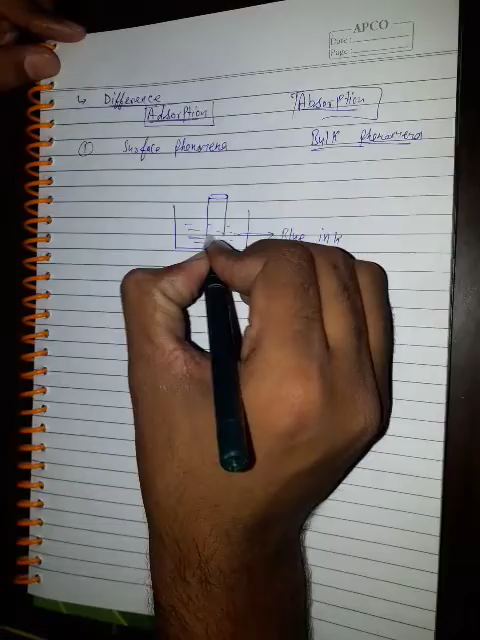 APCO
Date:
Page:
↳ Difference
Adsorption Absorption
① Surface phenomena Bulk phenomena
Blue ink